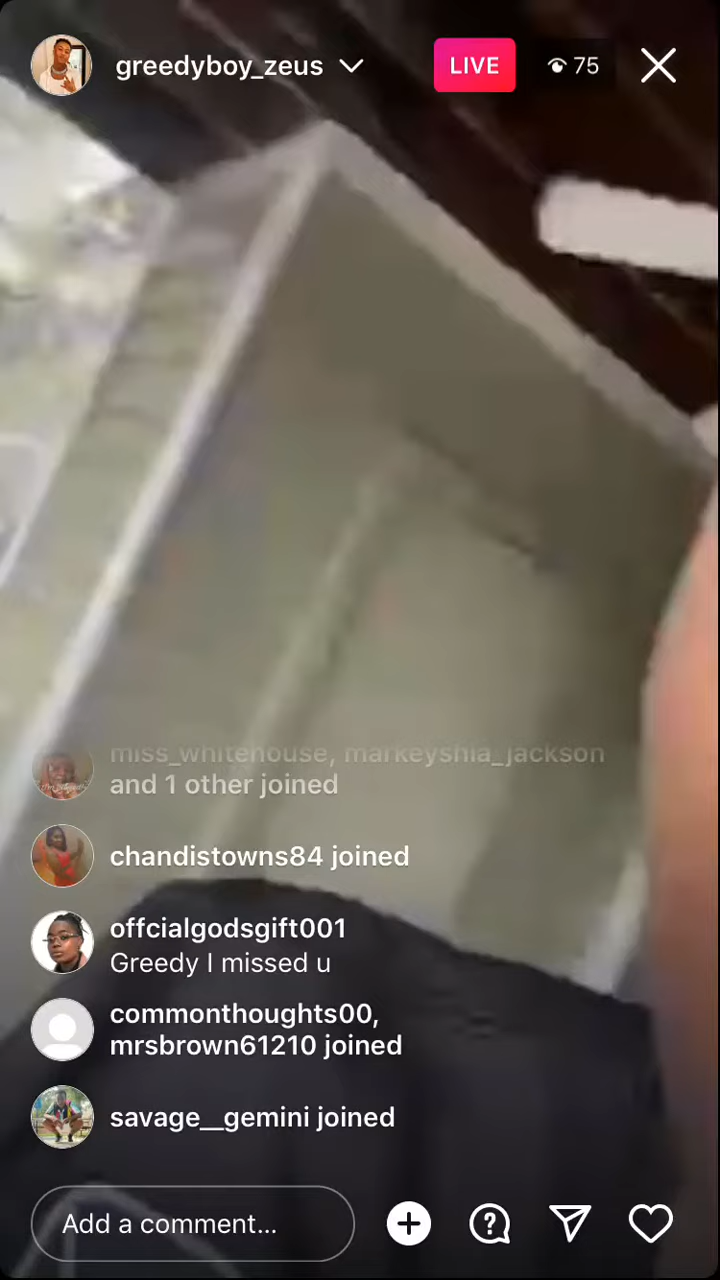 greedyboy_zeus
LIVE
75
miss_whitehouse, markeyshia_jackson
and 1 other joined
chandistowns84 joined
offcialgodsgift001
Greedy I missed u
commonthoughts00,
mrsbrown61210 joined
savage__gemini joined
Add a comment...